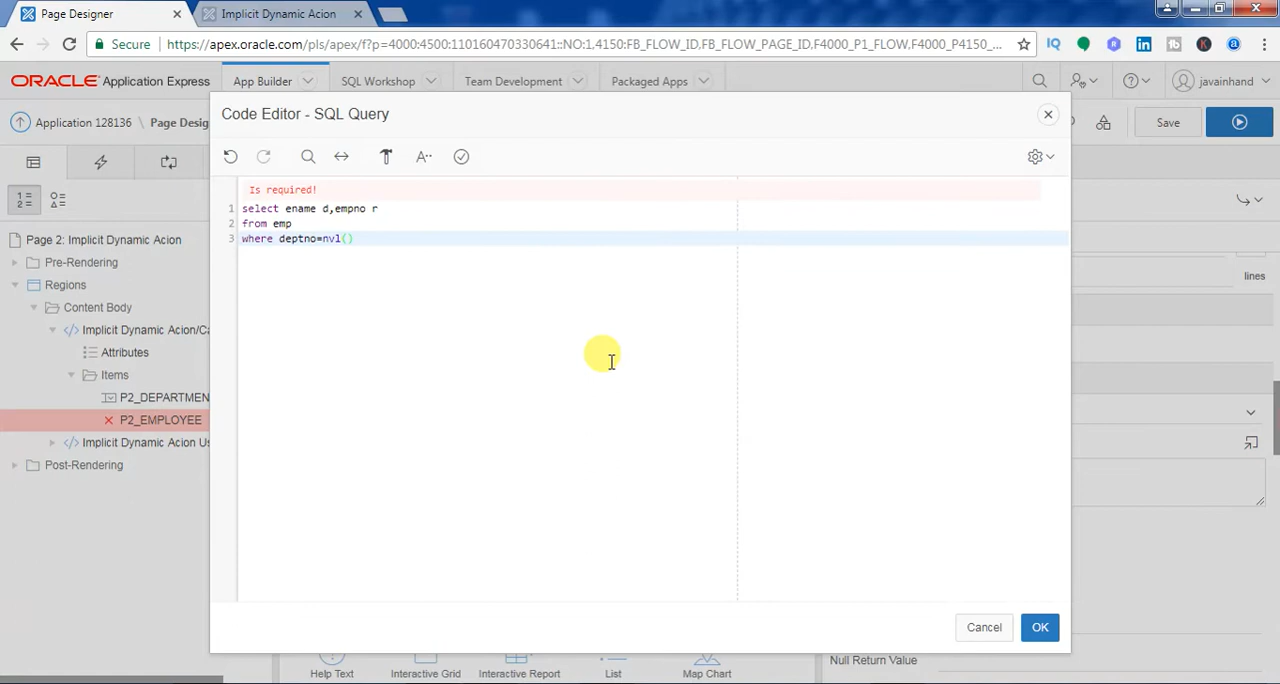 Page Designer
Implicit Dynamic Acion
Secure
https://apex.oracle.com/pls/apex/f?p=4000:4500:110160470330641::NO:1,4150:FB_FLOW_ID,FB_FLOW_PAGE_ID,F4000_P1_FLOW,F4000_P4150_...
IQ
ORACLE Application Express
App Builder
SQL Workshop
Team Development
Packaged Apps
javainhand
Application 128136
Page Desig
Save
Code Editor - SQL Query
Is required!
1 select ename d,empno r
2 from emp
3 where deptno=nvl()
Page 2: Implicit Dynamic Acion
Pre-Rendering
Regions
Content Body
Implicit Dynamic Acion/Ca
Attributes
Items
P2_DEPARTMEN
P2_EMPLOYEE
Implicit Dynamic Acion Us
Post-Rendering
lines
Cancel
OK
Help Text
Interactive Grid
Interactive Report
List
Map Chart
Null Return Value